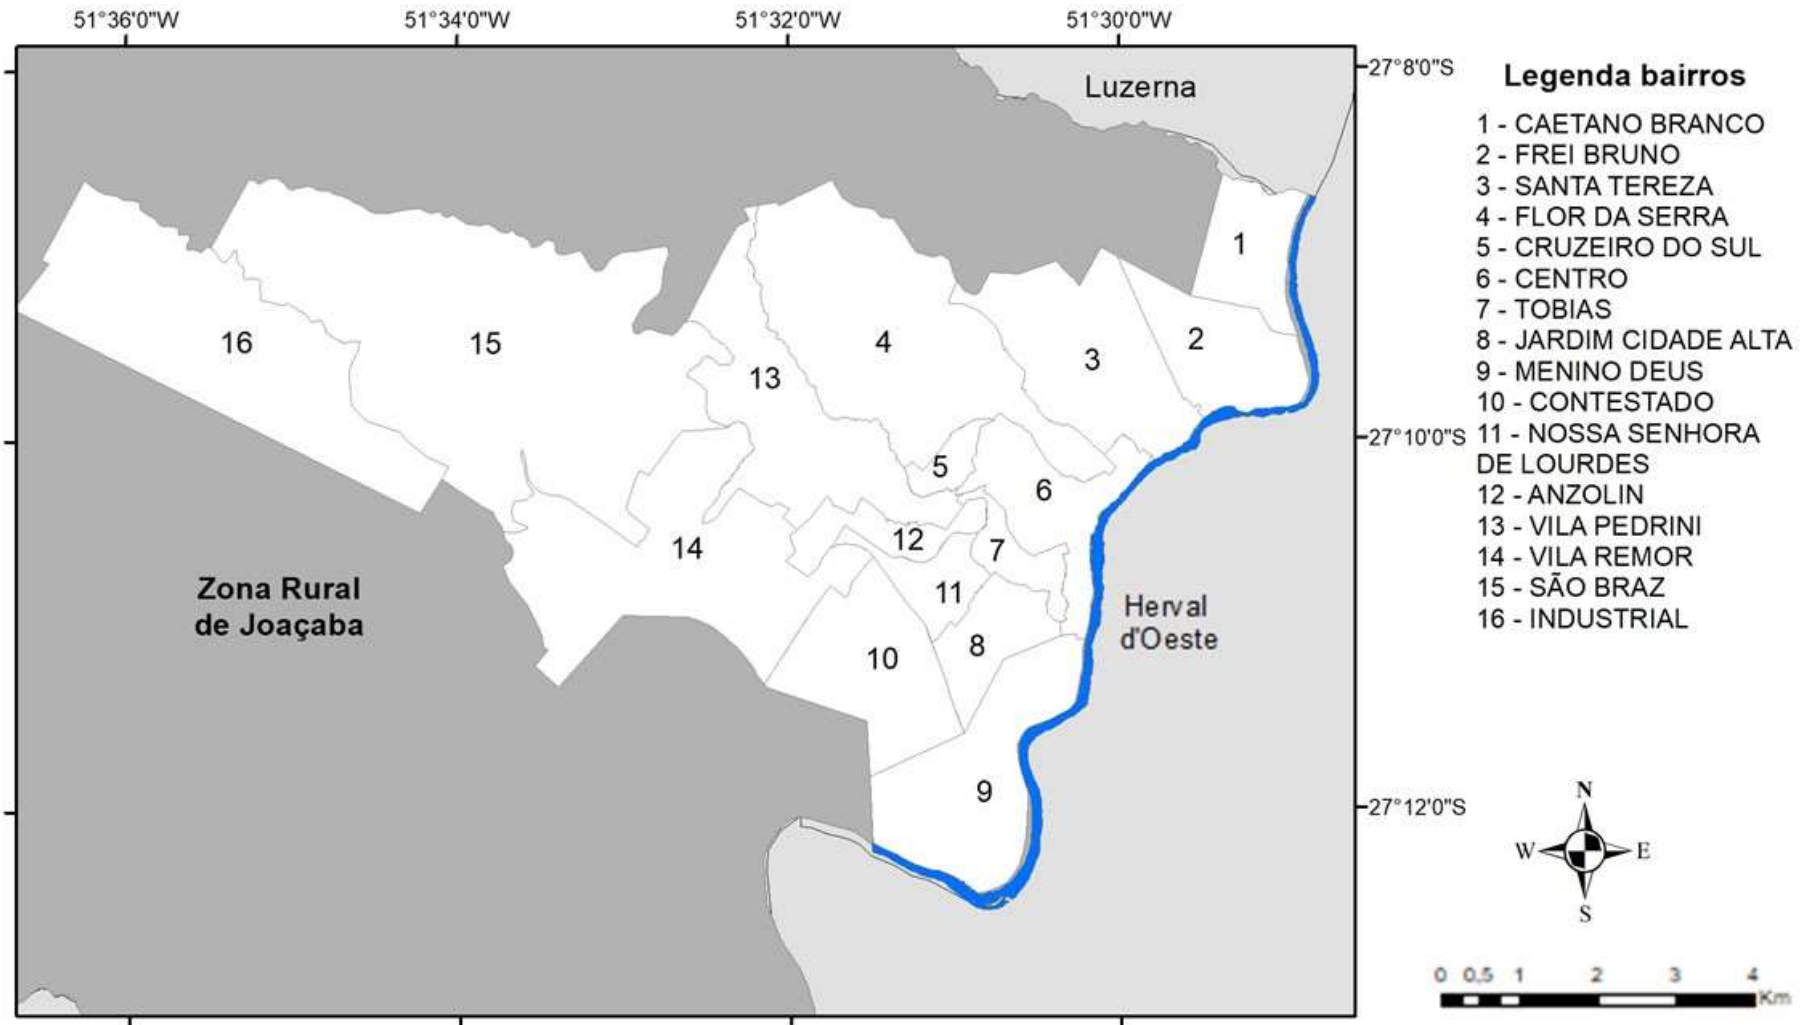 51°36'0"W 51°34'0"W 51°32'0"W 51°30'0"W
27°8'0"S
27°10'0"S
27°12'0"S
Luzerna
1
2
3
4
5
6
7
8
9
10
11
12
13
14
15
16
Zona Rural
de Joaçaba
Herval
d'Oeste
Legenda bairros
1 - CAETANO BRANCO
2 - FREI BRUNO
3 - SANTA TEREZA
4 - FLOR DA SERRA
5 - CRUZEIRO DO SUL
6 - CENTRO
7 - TOBIAS
8 - JARDIM CIDADE ALTA
9 - MENINO DEUS
10 - CONTESTADO
11 - NOSSA SENHORA
DE LOURDES
12 - ANZOLIN
13 - VILA PEDRINI
14 - VILA REMOR
15 - SÃO BRAZ
16 - INDUSTRIAL
N
W E
S
0 0,5 1 2 3 4
Km